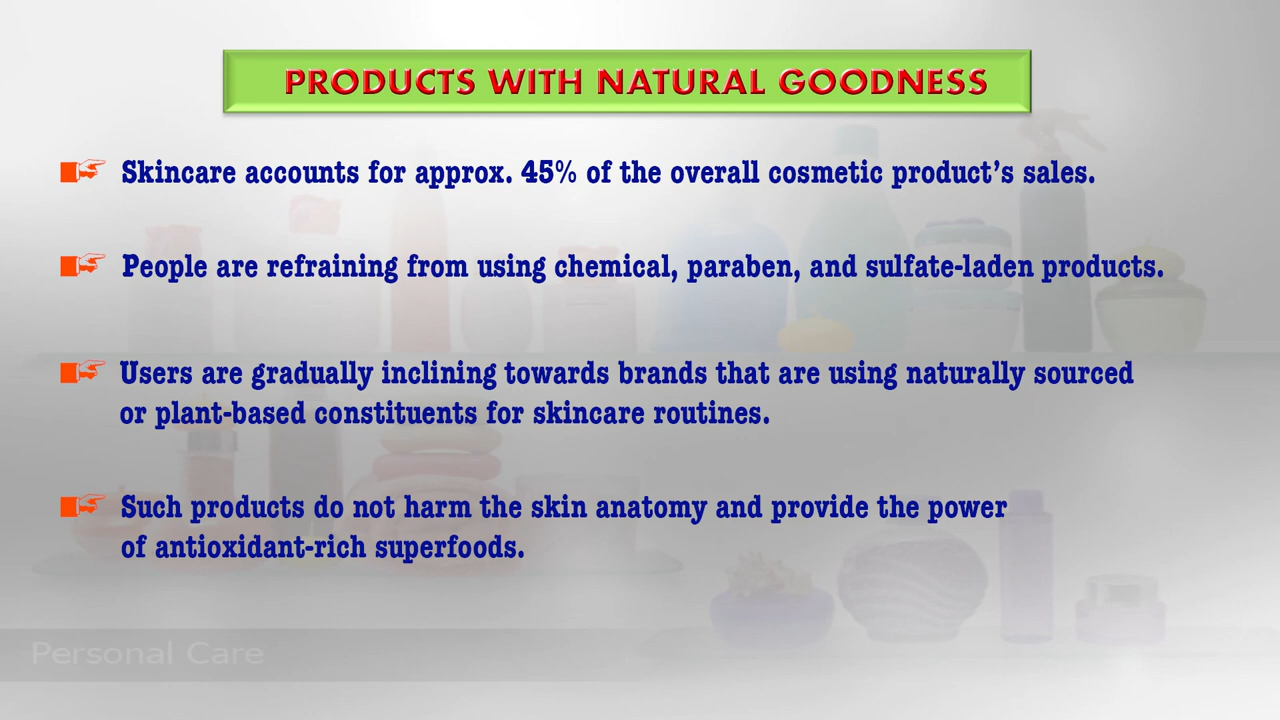 PRODUCTS WITH NATURAL GOODNESS
Skincare accounts for approx. 45% of the overall cosmetic product’s sales.
People are refraining from using chemical, paraben, and sulfate-laden products.
Users are gradually inclining towards brands that are using naturally sourced
or plant-based constituents for skincare routines.
Such products do not harm the skin anatomy and provide the power
of antioxidant-rich superfoods.
Personal Care